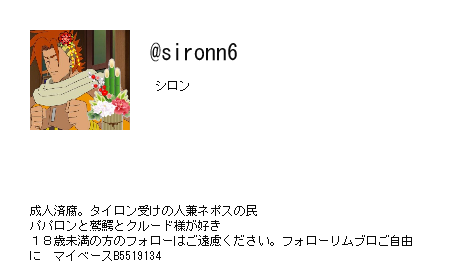 @sironn6
シロン
成人済腐。タイロン受けの人兼ネポスの民
パパロンと鷲鰐とクルード様が好き
１８歳未満の方のフォローはご遠慮ください。フォローリムブロご自由
に　マイペースB5519134